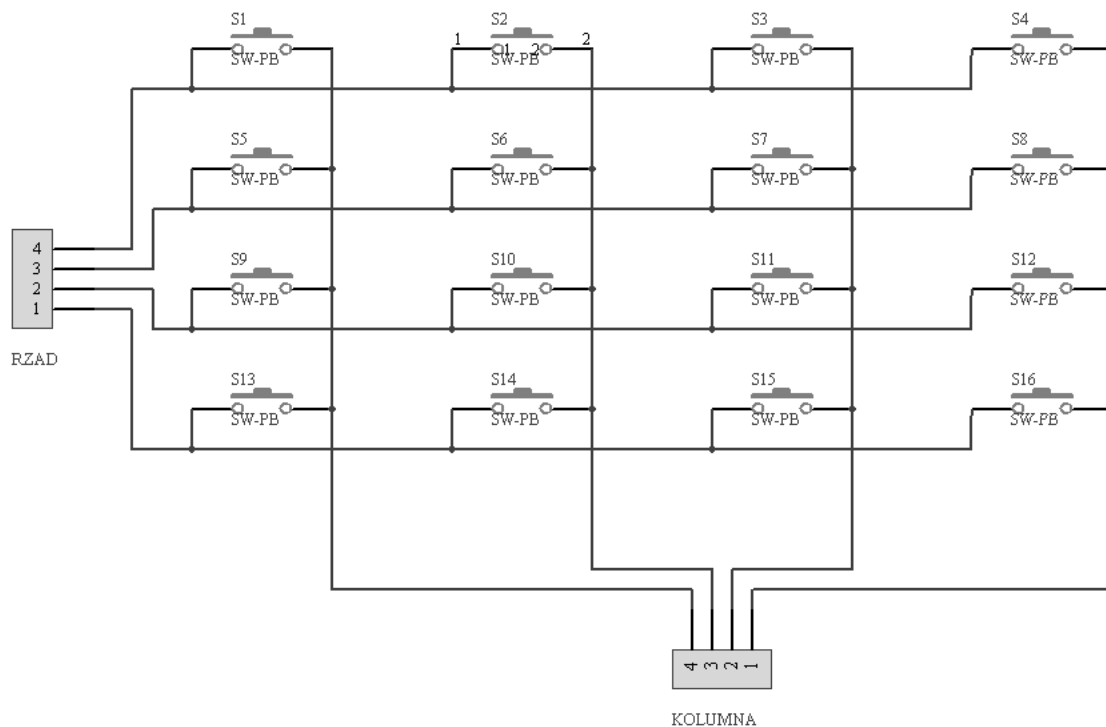 S1 S2 S3 S4
1 1 2 2
SW-PB SW-PB SW-PB SW-PB
S5 S6 S7 S8
SW-PB SW-PB SW-PB SW-PB
4
3
S9 S10 S11 S12
2
SW-PB SW-PB SW-PB SW-PB
1
RZAD
S13 S14 S15 S16
SW-PB SW-PB SW-PB SW-PB
4 3 2 1
KOLUMNA